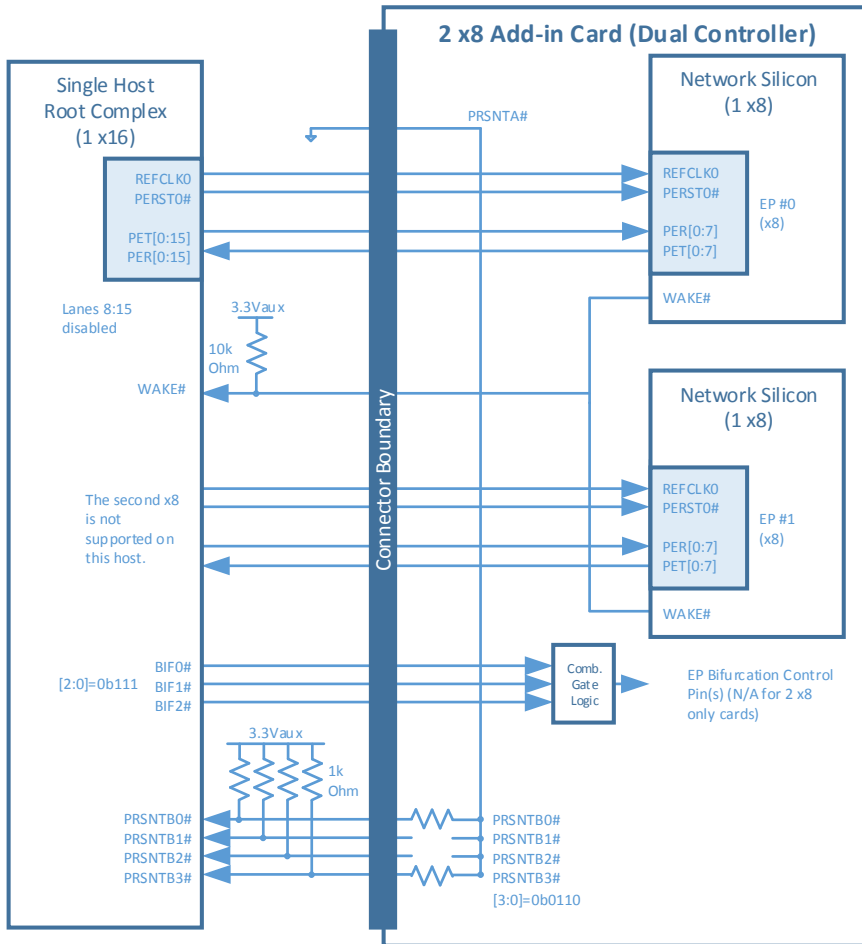 2 x8 Add-in Card (Dual Controller)
Single Host
Root Complex
(1 x16)
REFCLK0
PERST0#
PET[0:15]
PER[0:15]
Lanes 8:15
disabled
3.3Vaux
10k
Ohm
WAKE#
The second x8
is not
supported on
this host.
BIF0#
[2:0]=0b111
BIF1#
BIF2#
3.3Vaux
1k
Ohm
PRSNTB0#
PRSNTB1#
PRSNTB2#
PRSNTB3#
Connector Boundary
PRSNTA#
Network Silicon
(1 x8)
REFCLK0
PERST0#
EP #0
(x8)
PER[0:7]
PET[0:7]
WAKE#
Network Silicon
(1 x8)
REFCLK0
PERST0#
EP #1
(x8)
PER[0:7]
PET[0:7]
WAKE#
Comb.
Gate
Logic
EP Bifurcation Control
Pin(s) (N/A for 2 x8
only cards)
PRSNTB0#
PRSNTB1#
PRSNTB2#
PRSNTB3#
[3:0]=0b0110